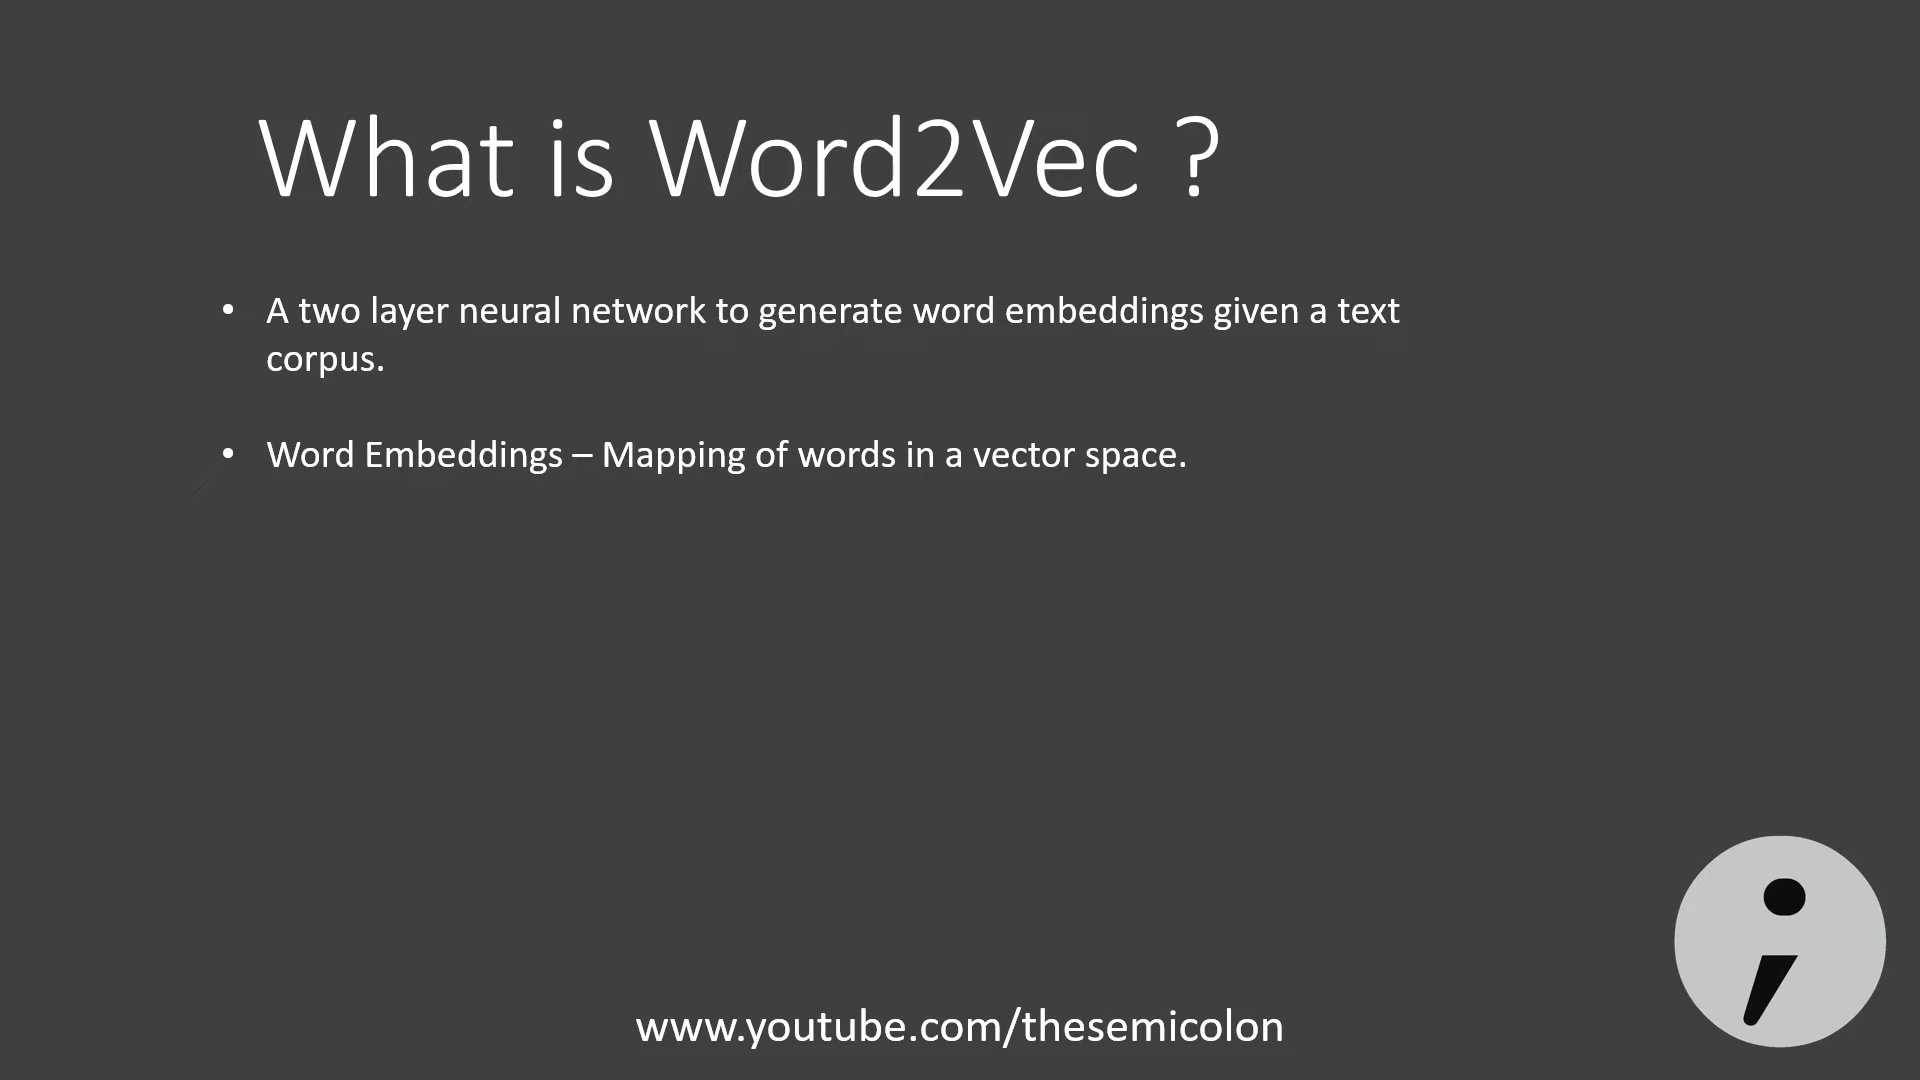 What is Word2Vec ?
• A two layer neural network to generate word embeddings given a text
corpus.
• Word Embeddings – Mapping of words in a vector space.
www.youtube.com/thesemicolon